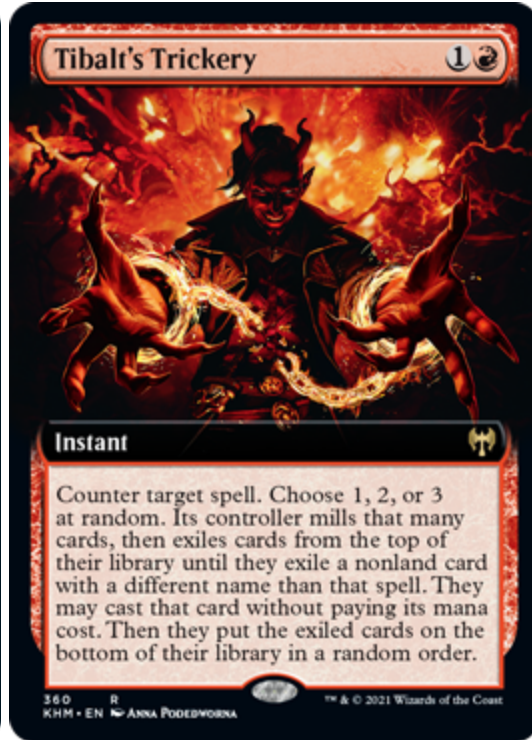 Tibalt's Trickery 1
Instant
Counter target spell. Choose 1, 2, or 3
at random. Its controller mills that many
cards, then exiles cards from the top of
their library until they exile a nonland card
with a different name than that spell. They
may cast that card without paying its mana
cost. Then they put the exiled cards on the
bottom of their library in a random order.
360 R
KHM • EN Anna Podedworna
™ & © 2021 Wizards of the Coast